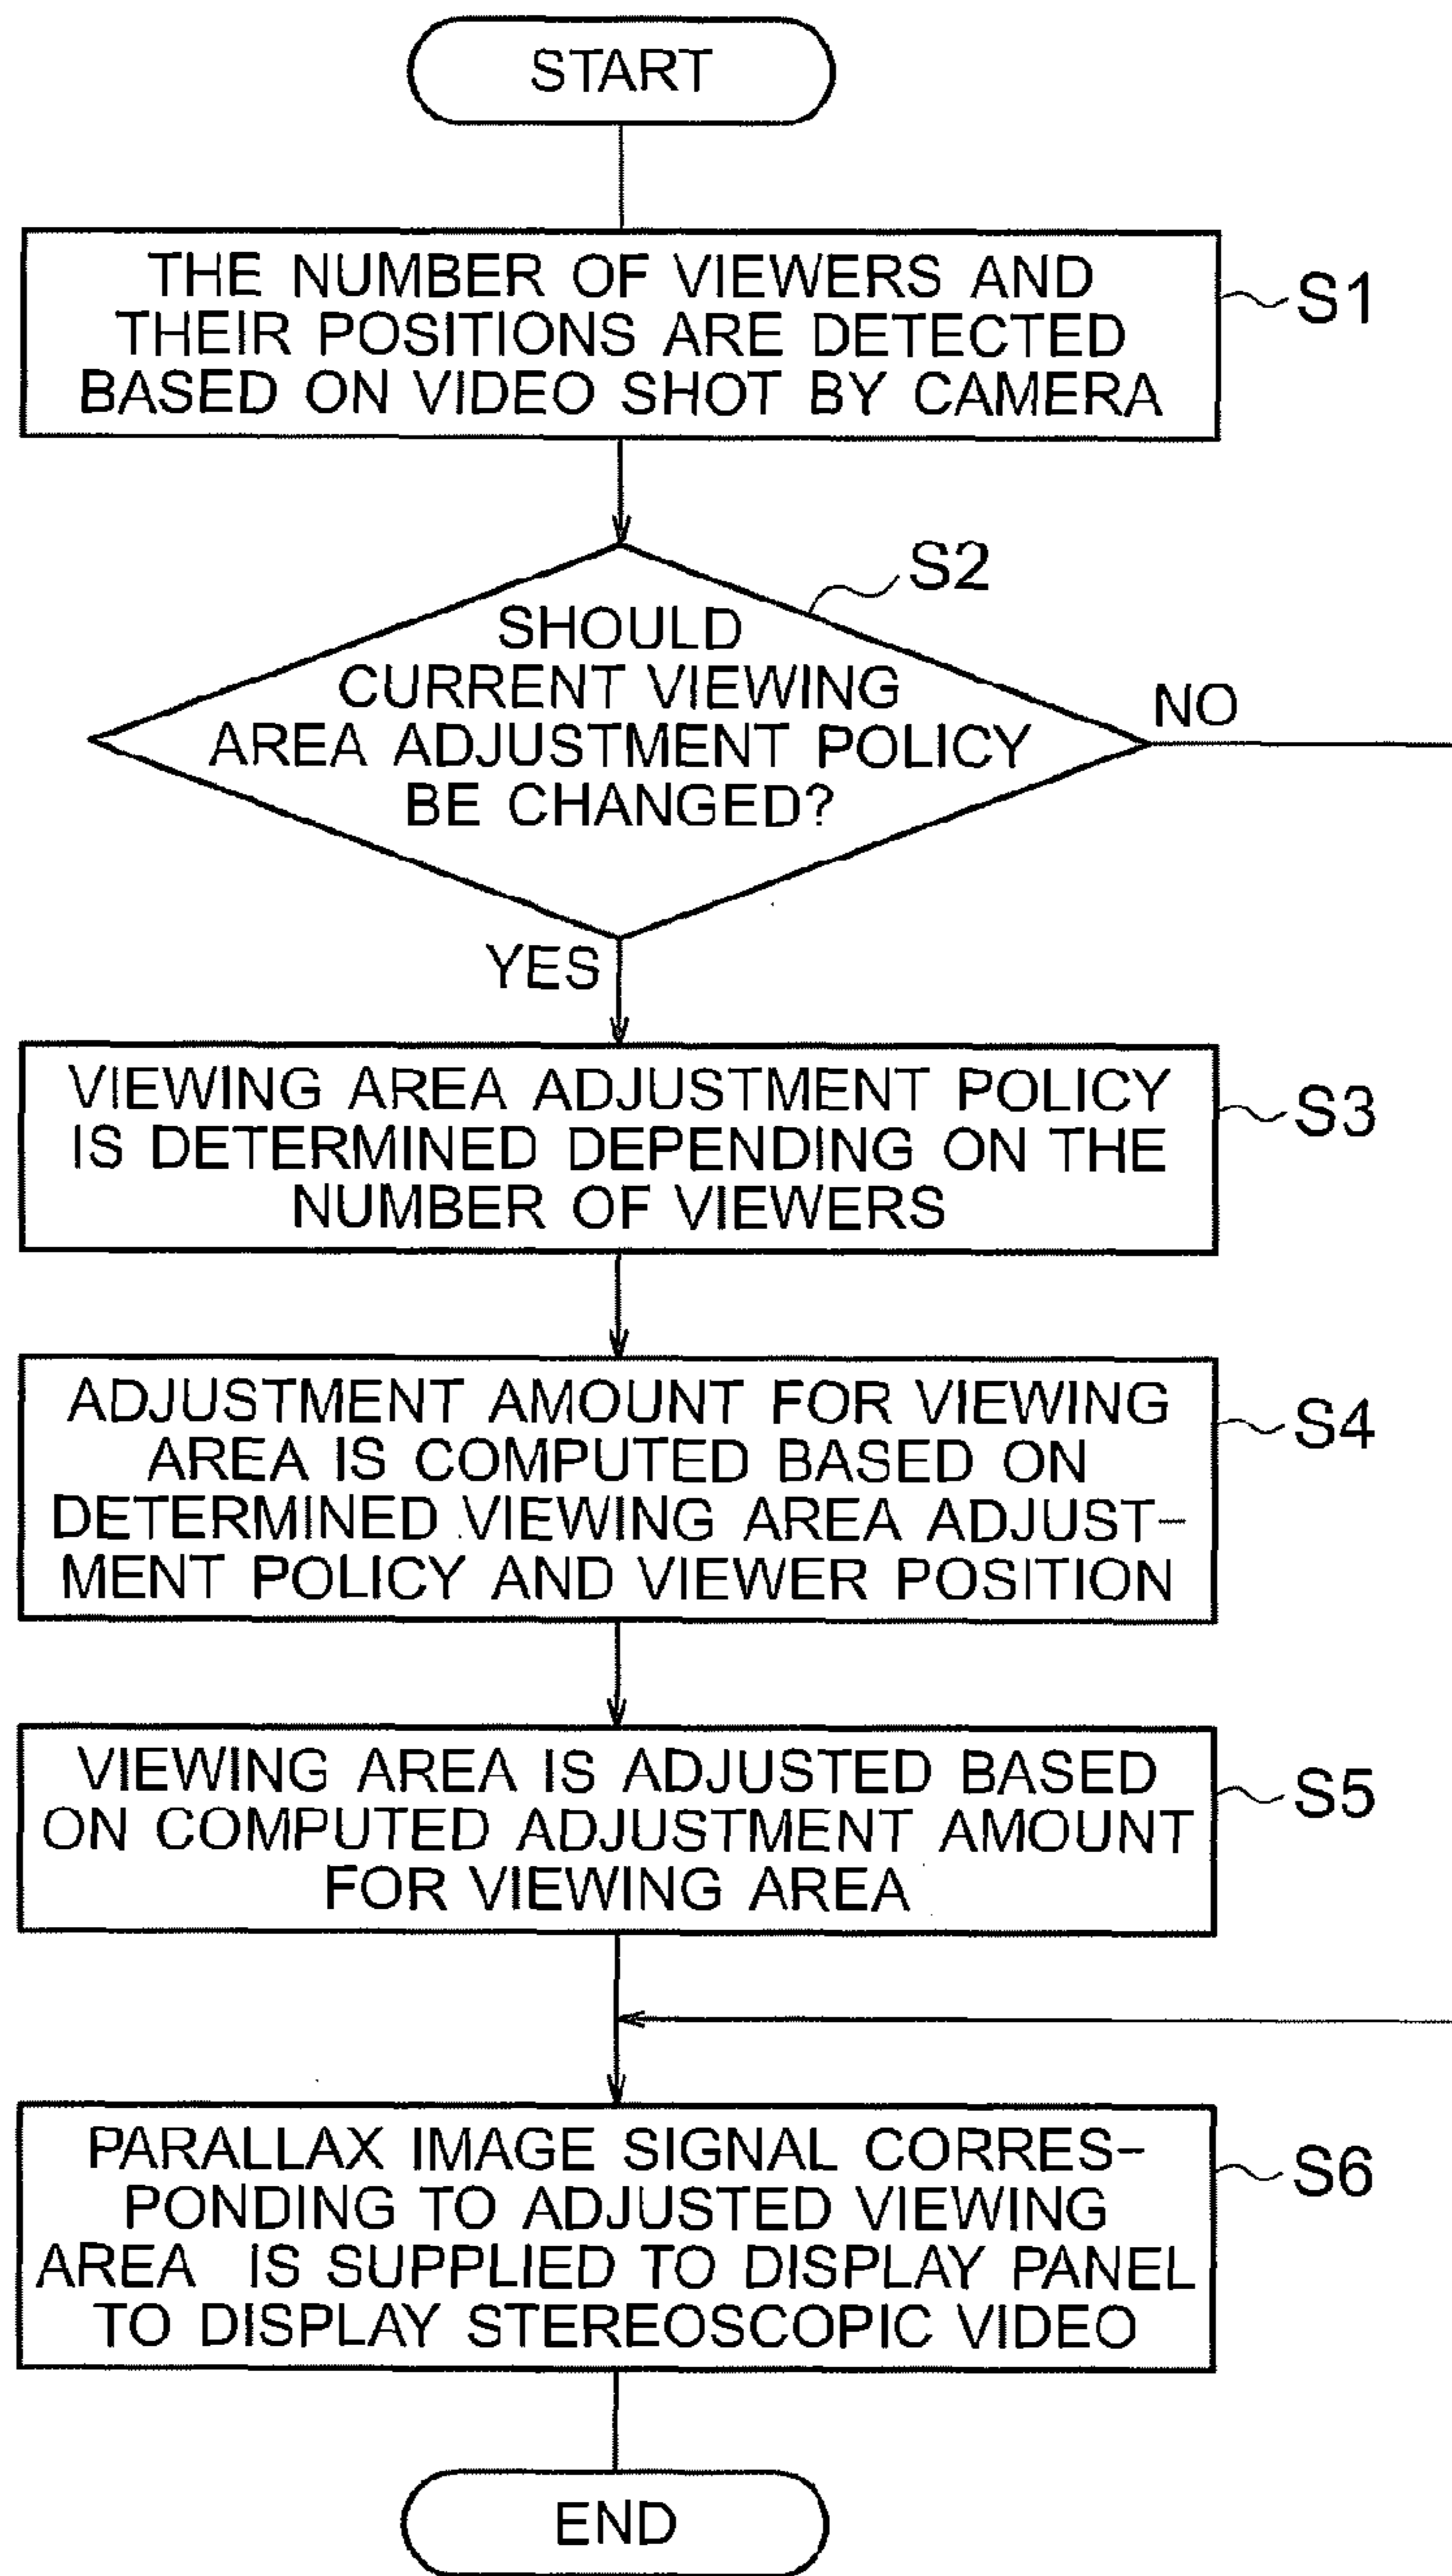 START
THE NUMBER OF VIEWERS AND
THEIR POSITIONS ARE DETECTED
BASED ON VIDEO SHOT BY CAMERA
S1
S2
SHOULD
CURRENT VIEWING
AREA ADJUSTMENT POLICY
BE CHANGED?
NO
YES
VIEWING AREA ADJUSTMENT POLICY
IS DETERMINED DEPENDING ON THE
NUMBER OF VIEWERS
S3
ADJUSTMENT AMOUNT FOR VIEWING
AREA IS COMPUTED BASED ON
DETERMINED VIEWING AREA ADJUST-
MENT POLICY AND VIEWER POSITION
S4
VIEWING AREA IS ADJUSTED BASED
ON COMPUTED ADJUSTMENT AMOUNT
FOR VIEWING AREA
S5
PARALLAX IMAGE SIGNAL CORRES-
PONDING TO ADJUSTED VIEWING
AREA IS SUPPLIED TO DISPLAY PANEL
TO DISPLAY STEREOSCOPIC VIDEO
S6
END